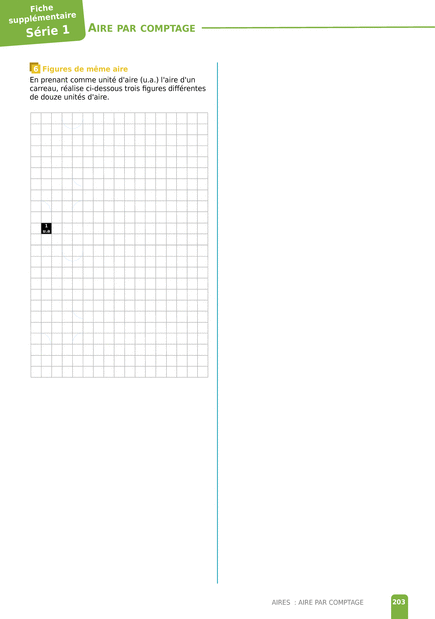 Fiche
supplémentaire
Série 1
AIRE PAR COMPTAGE
6 Figures de même aire
En prenant comme unité d'aire (u.a.) l'aire d'un
carreau, réalise ci-dessous trois figures différentes
de douze unités d'aire.
1
u.a
AIRES : AIRE PAR COMPTAGE
203